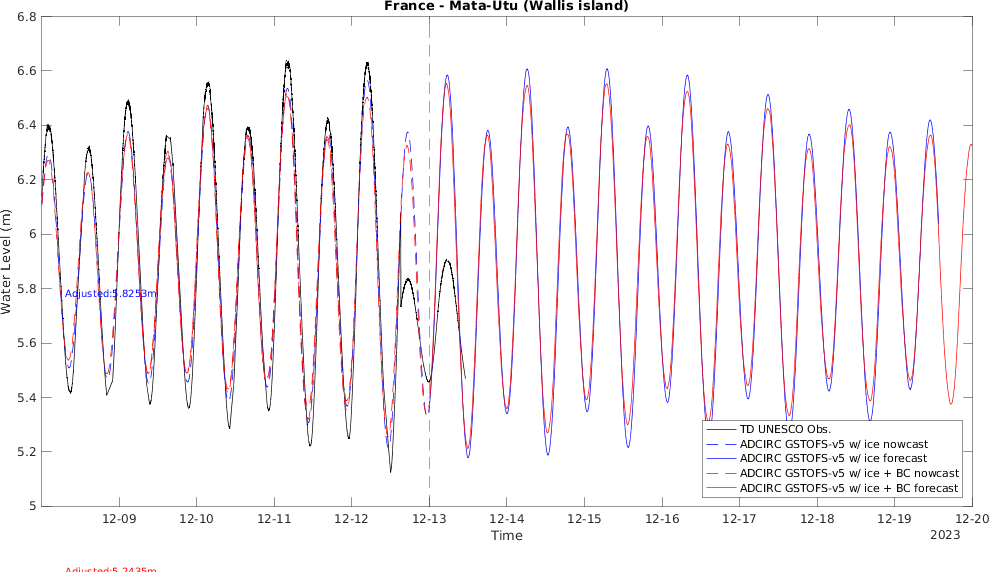 France - Mata-Utu (Wallis island)
6.8
6.6
6.4
6.2
6
5.8
5.6
5.4
5.2
5
Water Level (m)
Adjusted:5.8253m
TD UNESCO Obs.
ADCIRC GSTOFS-v5 w/ ice nowcast
ADCIRC GSTOFS-v5 w/ ice forecast
ADCIRC GSTOFS-v5 w/ ice + BC nowcast
ADCIRC GSTOFS-v5 w/ ice + BC forecast
12-09 12-10 12-11 12-12 12-13 12-14 12-15 12-16 12-17 12-18 12-19 12-20
Time
2023
Adjusted:5.2435m